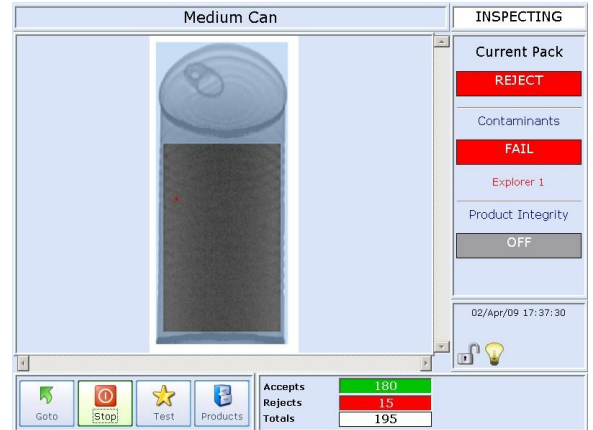 Medium Can
INSPECTING
Current Pack
REJECT
Contaminants
FAIL
Explorer 1
Product Integrity
OFF
02/Apr/09 17:37:30
Goto
Stop
Test
Products
Accepts 180
Rejects 15
Totals 195